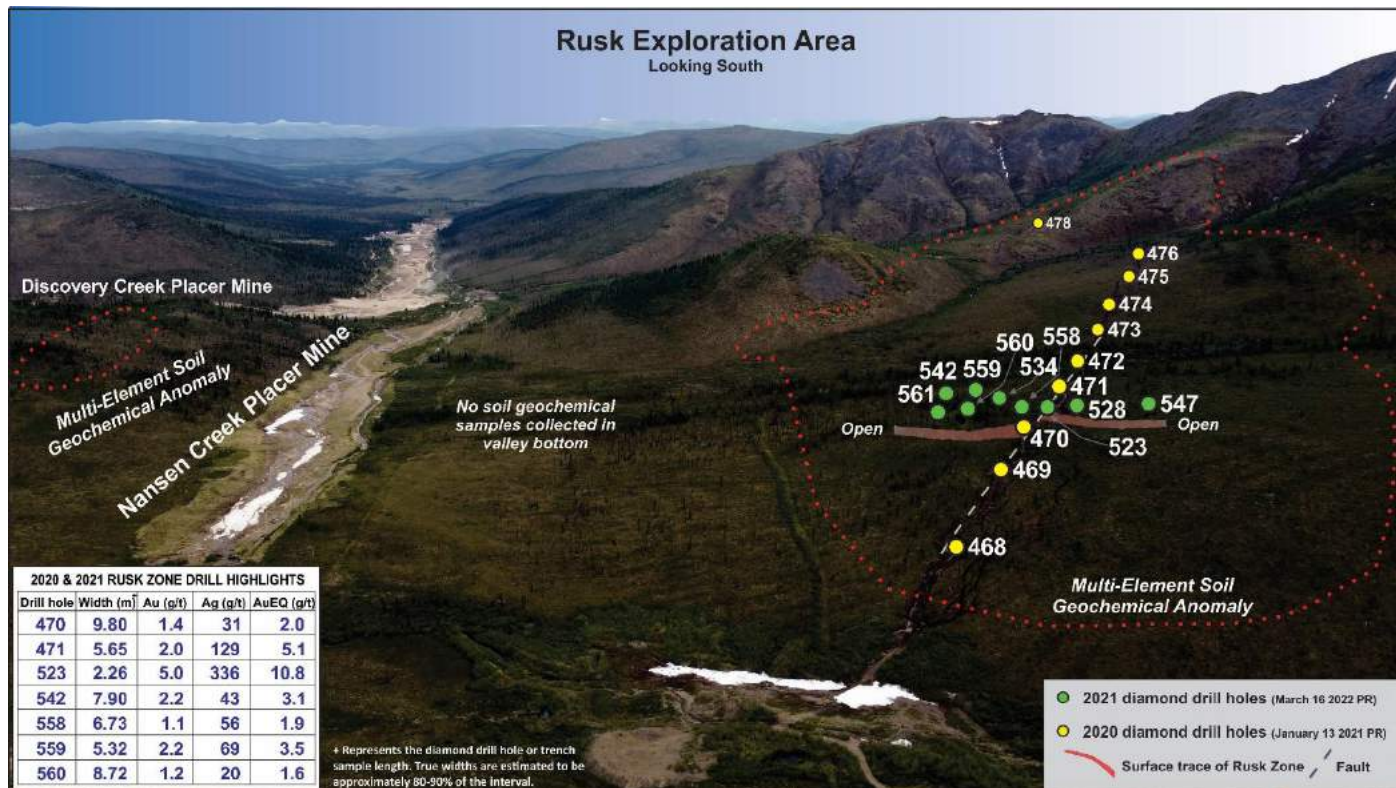 Rusk Exploration Area
Looking South
478
476
475
474
473
472
471
558
560
534
559
542
561
528
547
Open
Open
470
523
469
468
Discovery Creek Placer Mine
Multi-Element Soil
Geochemical Anomaly
Nansen Creek Placer Mine
No soil geochemical
samples collected in
valley bottom
Multi-Element Soil
Geochemical Anomaly
2020 & 2021 RUSK ZONE DRILL HIGHLIGHTS
Drill hole Width (m)+ Au (g/t) Ag (g/t) AuEQ (g/t)
470 9.80 1.4 31 2.0
471 5.65 2.0 129 5.1
523 2.26 5.0 336 10.8
542 7.90 2.2 43 3.1
558 6.73 1.1 56 1.9
559 5.32 2.2 69 3.5
560 8.72 1.2 20 1.6
+ Represents the diamond drill hole or trench
sample length. True widths are estimated to be
approximately 80-90% of the interval.
2021 diamond drill holes (March 16 2022 PR)
2020 diamond drill holes (January 13 2021 PR)
Surface trace of Rusk Zone
Fault